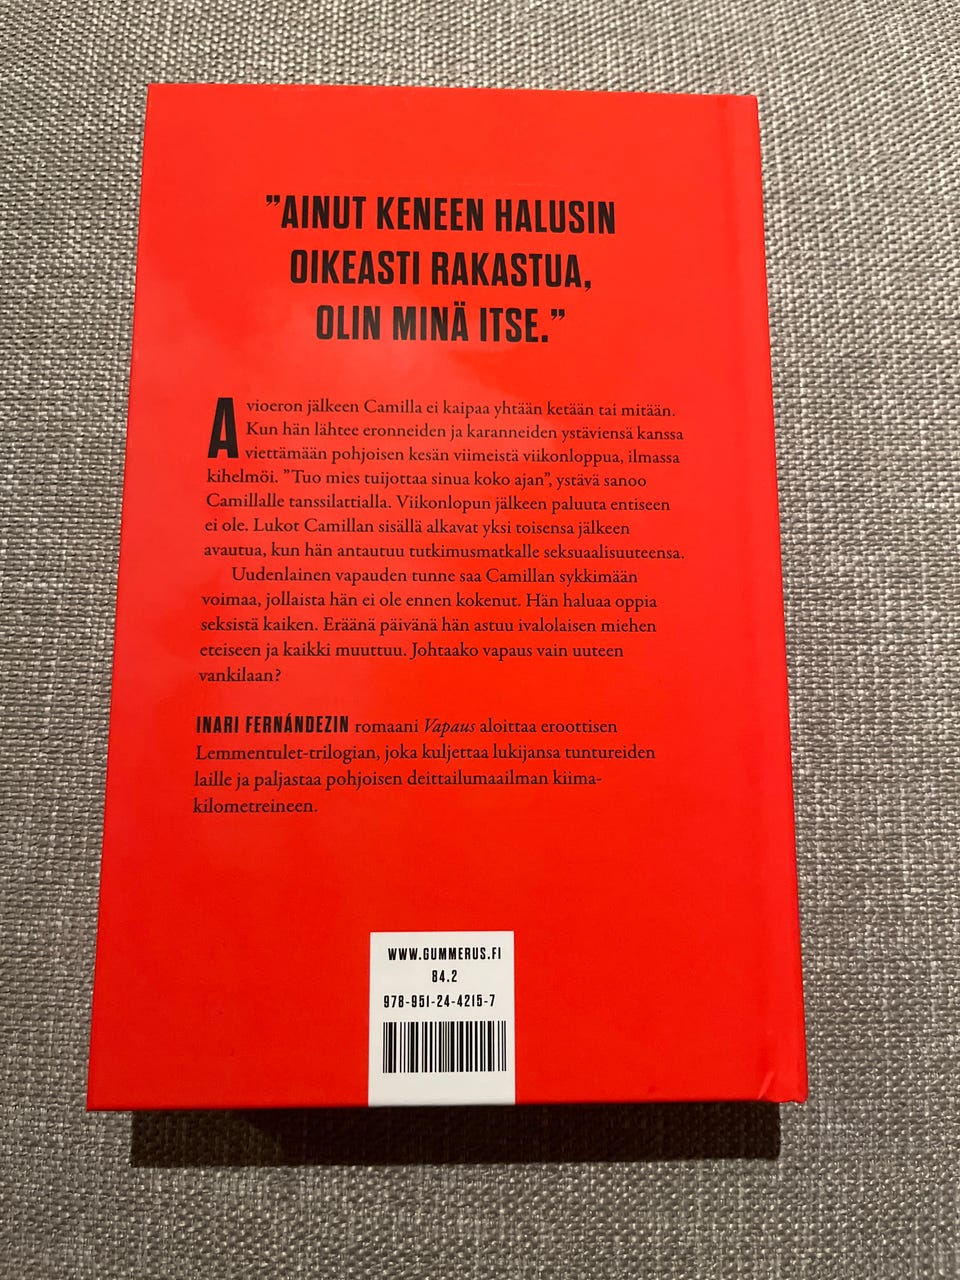 ”AINUT KENEEN HALUSIN
OIKEASTI RAKASTUA,
OLIN MINÄ ITSE.”
Avioeron jälkeen Camilla ei kaipaa yhtään ketään tai mitään.
Kun hän lähtee eronneiden ja karanneiden ystäviensä kanssa
viettämään pohjoisen kesän viimeistä viikonloppua, ilmassa
kihelmöi. ”Tuo mies tuijottaa sinua koko ajan”, ystävä sanoo
Camillalle tanssilattialla. Viikonlopun jälkeen paluuta entiseen
ei ole. Lukot Camillan sisällä alkavat yksi toisensa jälkeen
avautua, kun hän antautuu tutkimusmatkalle seksuaalisuuteensa.
Uudenlainen vapauden tunne saa Camillan sykkimään
voimaa, jollaista hän ei ole ennen kokenut. Hän haluaa oppia
seksistä kaiken. Eräänä päivänä hän astuu ivalolaisen miehen
eteiseen ja kaikki muuttuu. Johtaako vapaus vain uuteen
vankilaan?
INARI FERNÁNDEZIN romaani Vapaus aloittaa eroottisen
Lemmentulet-trilogian, joka kuljettaa lukijansa tuntureiden
laille ja paljastaa pohjoisen deittailumaailman kiima-
kilometreineen.
WWW.GUMMERUS.FI
84.2
978-951-24-4215-7